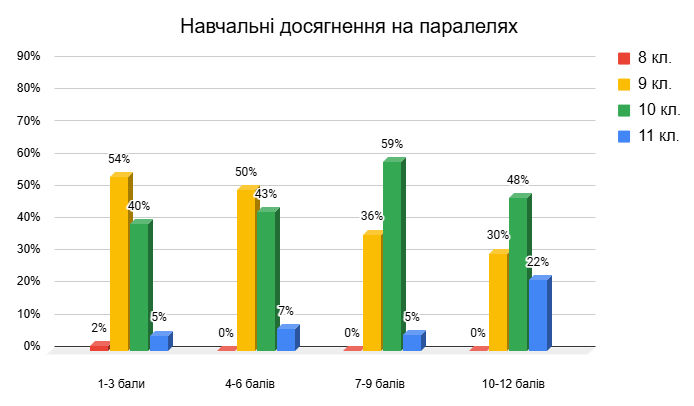 Навчальні досягнення на паралелях
8 кл.
9 кл.
10 кл.
11 кл.
90%
80%
70%
60%
50%
40%
30%
20%
10%
0%
2%
54%
40%
5%
0%
50%
43%
7%
0%
36%
59%
5%
0%
30%
48%
22%
1-3 бали
4-6 балів
7-9 балів
10-12 балів